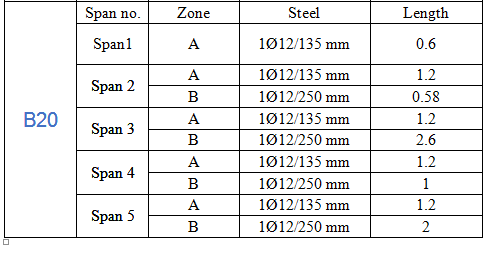 Span no. Zone Steel Length
Span1 A 1Ø12/135 mm 0.6
Span 2 A 1Ø12/135 mm 1.2
B 1Ø12/250 mm 0.58
B20
Span 3 A 1Ø12/135 mm 1.2
B 1Ø12/250 mm 2.6
Span 4 A 1Ø12/135 mm 1.2
B 1Ø12/250 mm 1
Span 5 A 1Ø12/135 mm 1.2
B 1Ø12/250 mm 2